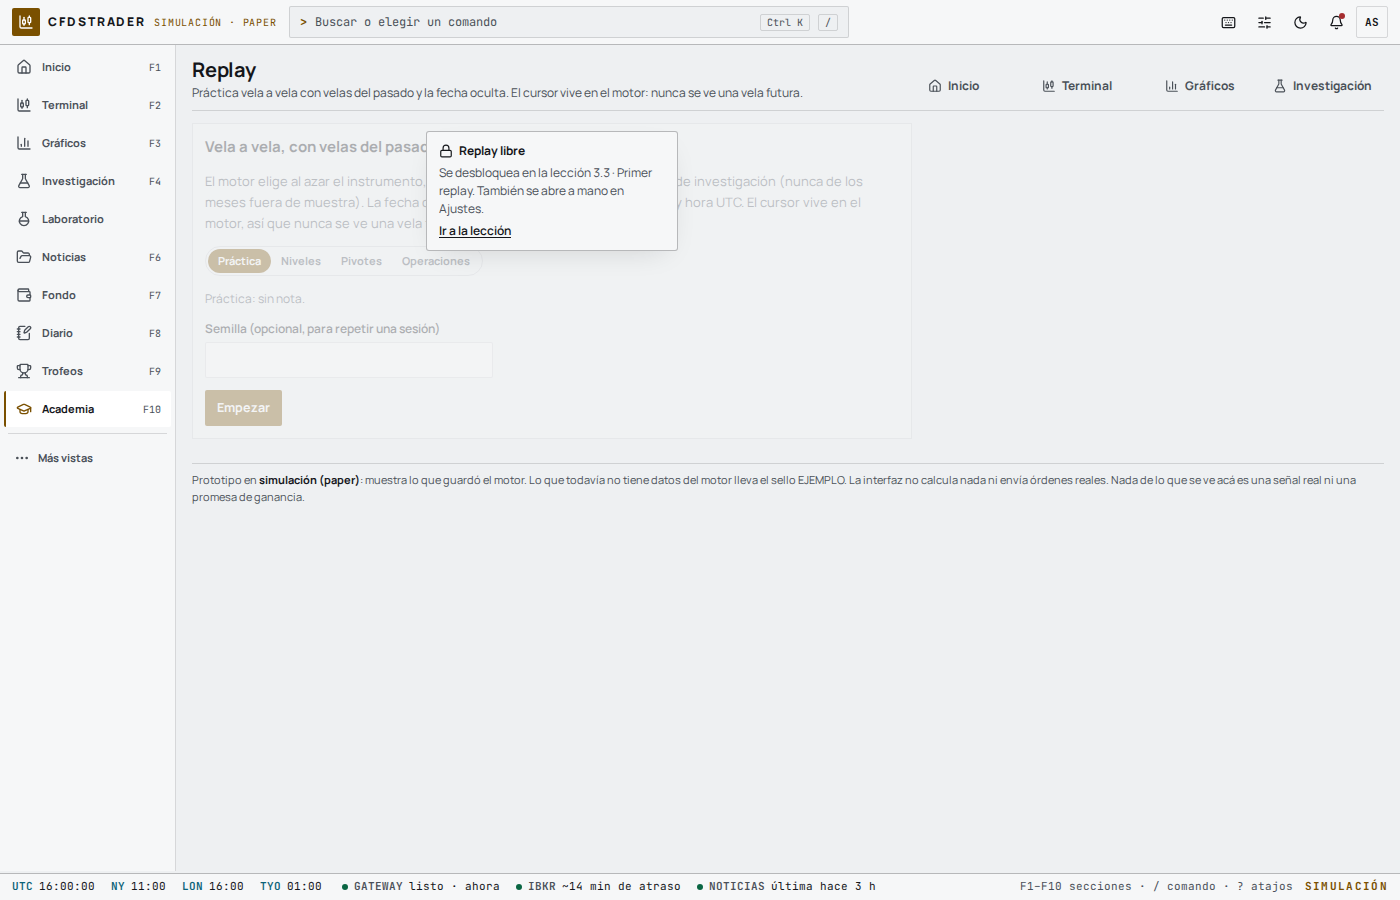 CFDSTRADER SIMULACIÓN · PAPER
> Buscar o elegir un comando Ctrl K /
AS
Inicio F1
Terminal F2
Gráficos F3
Investigación F4
Laboratorio
Noticias F6
Fondo F7
Diario F8
Trofeos F9
Academia F10
Más vistas
Replay
Práctica vela a vela con velas del pasado y la fecha oculta. El cursor vive en el motor: nunca se ve una vela futura.
Inicio Terminal Gráficos Investigación
Vela a vela, con velas del pasad
El motor elige al azar el instrumento, de investigación (nunca de los
meses fuera de muestra). La fecha y hora UTC. El cursor vive en el
motor, así que nunca se ve una vela
Replay libre
Se desbloquea en la lección 3.3 · Primer
replay. También se abre a mano en
Ajustes.
Ir a la lección
Práctica Niveles Pivotes Operaciones
Práctica: sin nota.
Semilla (opcional, para repetir una sesión)
Empezar
Prototipo en simulación (paper): muestra lo que guardó el motor. Lo que todavía no tiene datos del motor lleva el sello EJEMPLO. La interfaz no calcula nada ni envía órdenes reales. Nada de lo que se ve acá es una señal real ni una
promesa de ganancia.
UTC 16:00:00 NY 11:00 LON 16:00 TYO 01:00 GATEWAY listo · ahora IBKR ~14 min de atraso NOTICIAS última hace 3 h F1–F10 secciones · / comando · ? atajos SIMULACIÓN